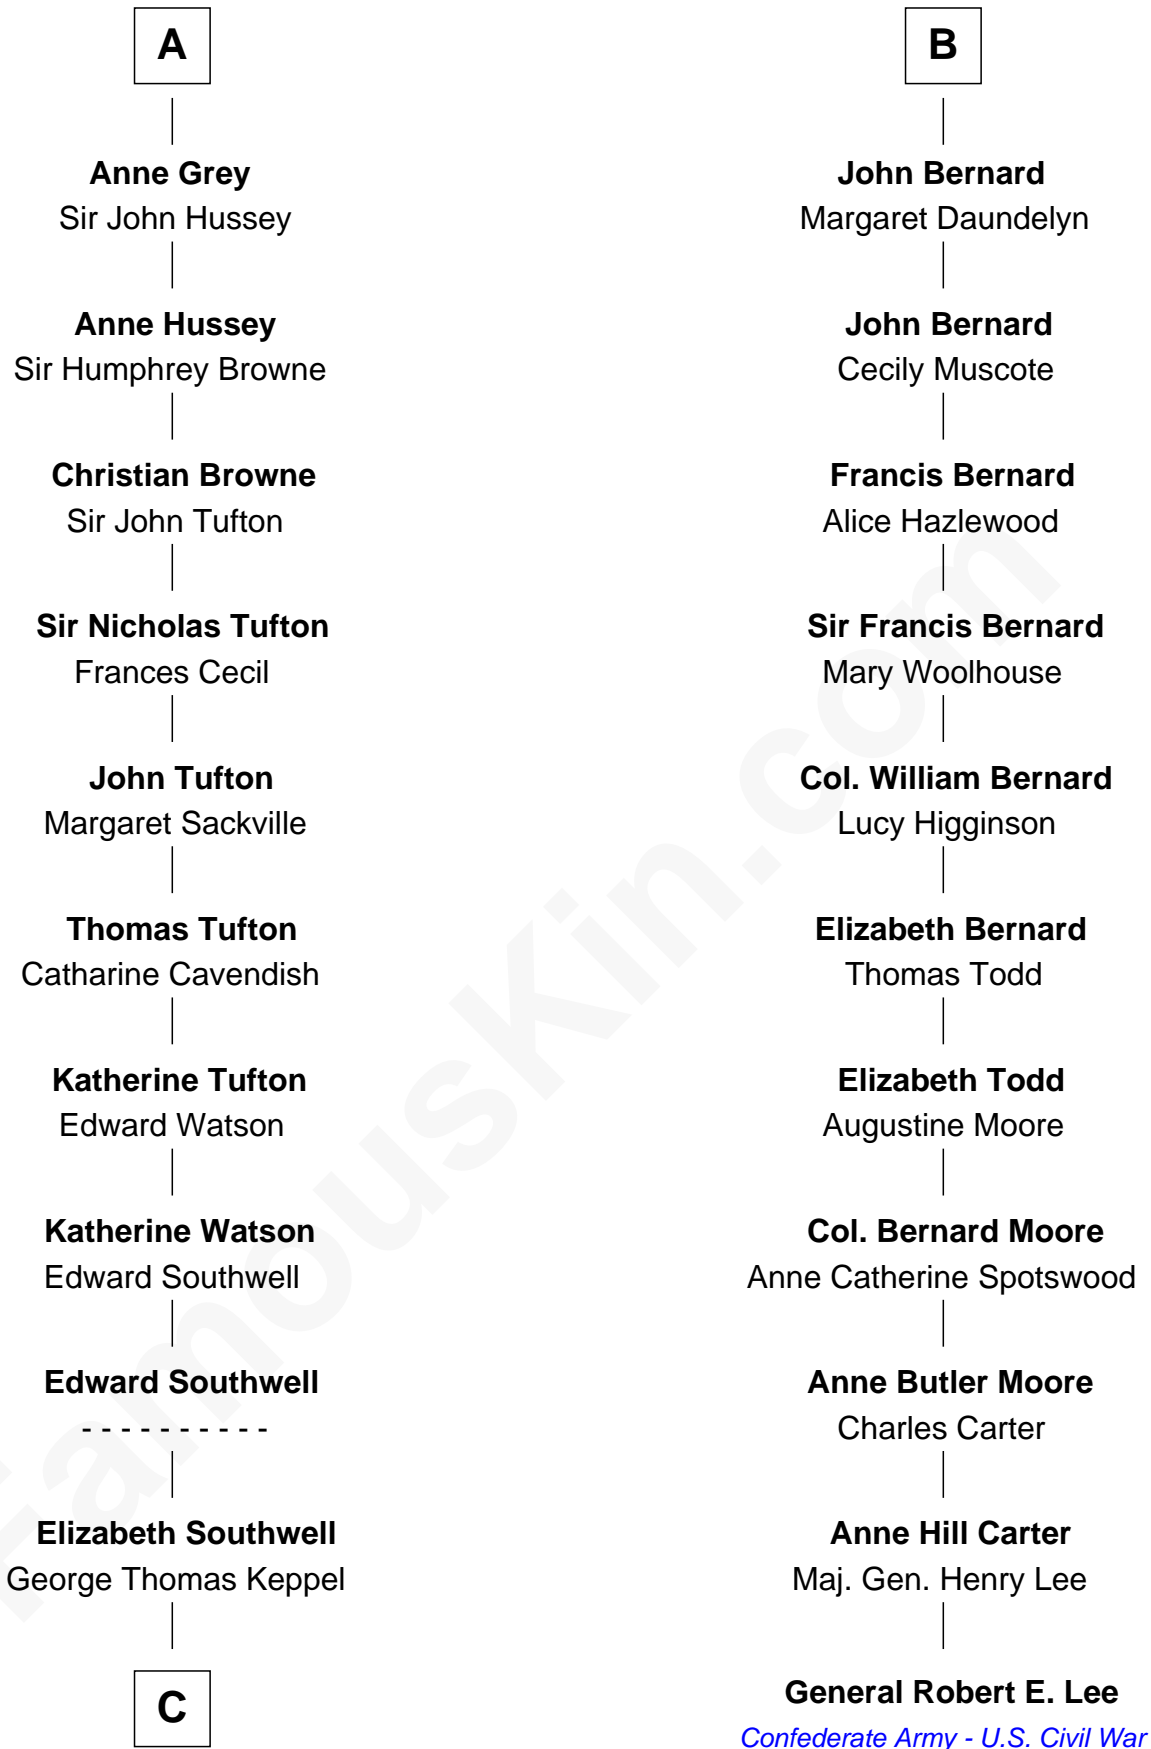 A
Anne Grey
Sir John Hussey
Anne Hussey
Sir Humphrey Browne
Christian Browne
Sir John Tufton
Sir Nicholas Tufton
Frances Cecil
John Tufton
Margaret Sackville
Thomas Tufton
Catharine Cavendish
Katherine Tufton
Edward Watson
Katherine Watson
Edward Southwell
Edward Southwell
- - - - - - - - - -
Elizabeth Southwell
George Thomas Keppel
C
B
John Bernard
Margaret Daundelyn
John Bernard
Cecily Muscote
Francis Bernard
Alice Hazlewood
Sir Francis Bernard
Mary Woolhouse
Col. William Bernard
Lucy Higginson
Elizabeth Bernard
Thomas Todd
Elizabeth Todd
Augustine Moore
Col. Bernard Moore
Anne Catherine Spotswood
Anne Butler Moore
Charles Carter
Anne Hill Carter
Maj. Gen. Henry Lee
General Robert E. Lee
Confederate Army - U.S. Civil War
FamousKin.com